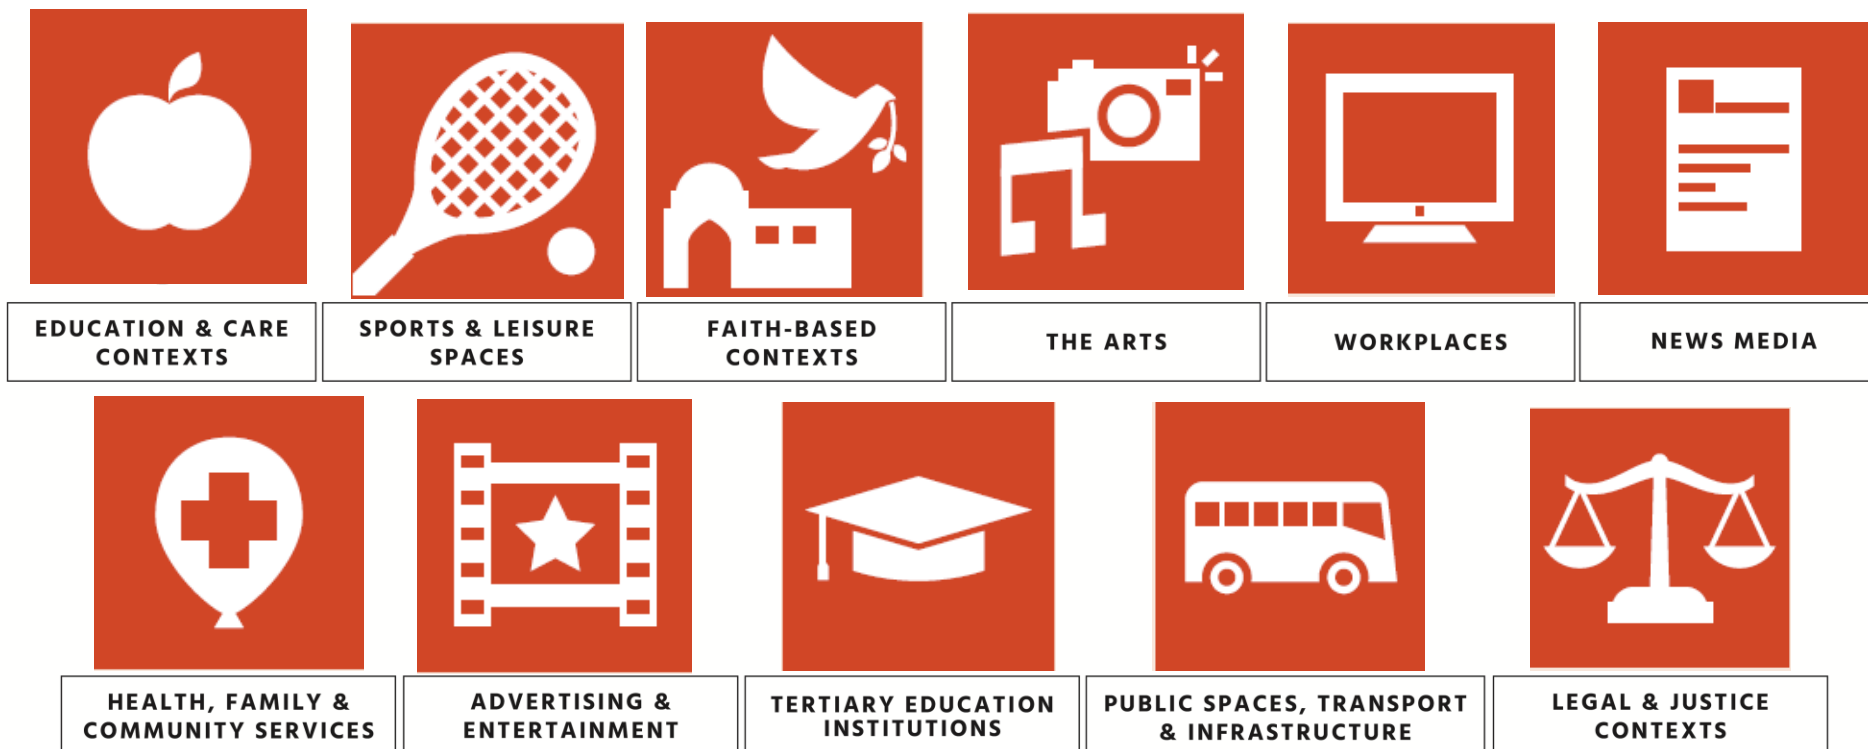 EDUCATION & CARE
CONTEXTS
SPORTS & LEISURE
SPACES
FAITH-BASED
CONTEXTS
THE ARTS
WORKPLACES
NEWS MEDIA
HEALTH, FAMILY &
COMMUNITY SERVICES
ADVERTISING &
ENTERTAINMENT
TERTIARY EDUCATION
INSTITUTIONS
PUBLIC SPACES, TRANSPORT
& INFRASTRUCTURE
LEGAL & JUSTICE
CONTEXTS